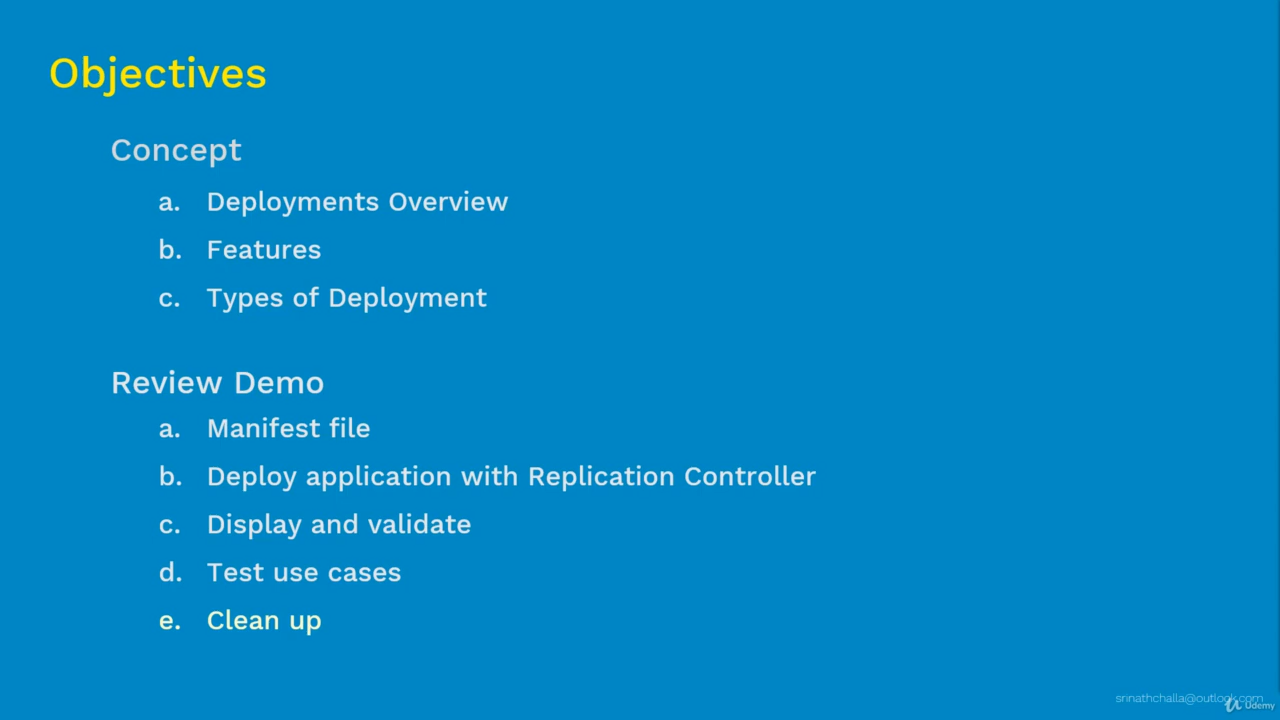 Objectives
Concept
a. Deployments Overview
b. Features
c. Types of Deployment
Review Demo
a. Manifest file
b. Deploy application with Replication Controller
c. Display and validate
d. Test use cases
e. Clean up
srinathchalla@outlook.com
Udemy